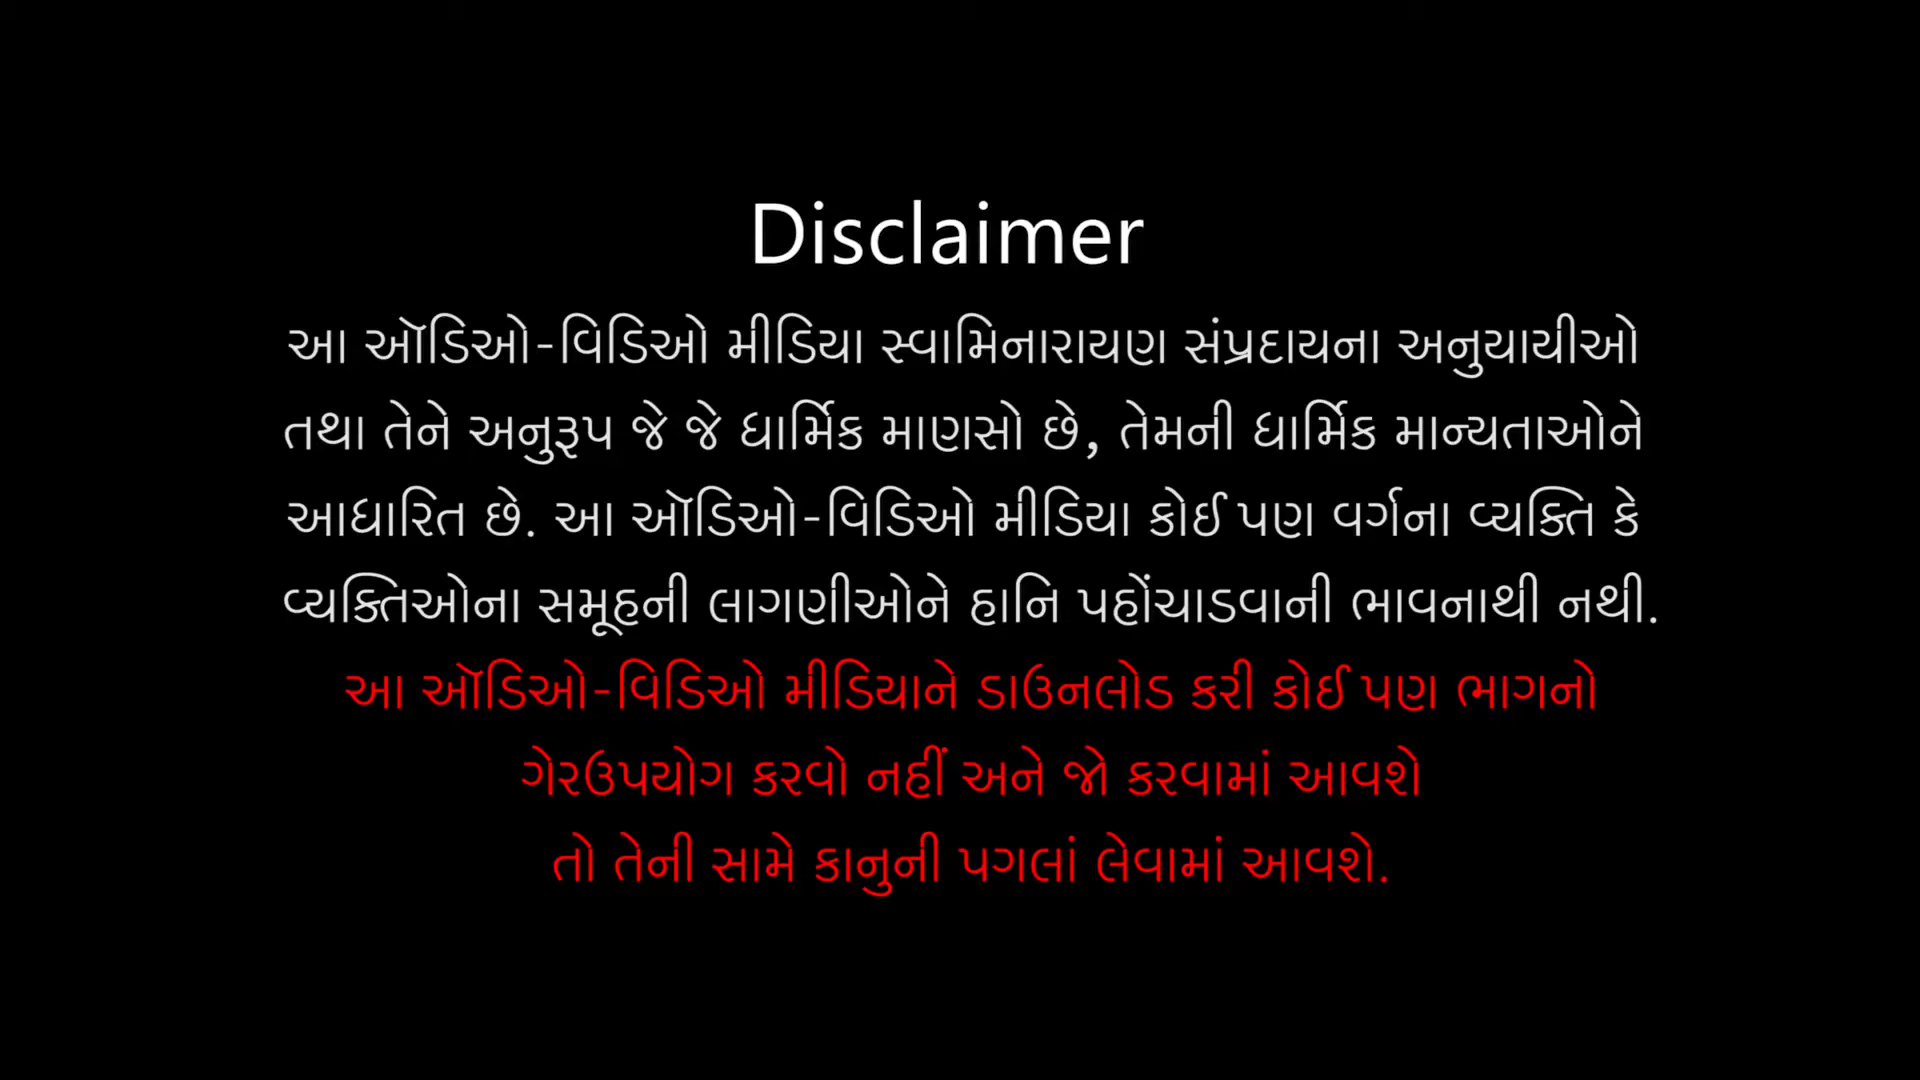 Disclaimer
આ ઑડિઓ-વિડિઓ મીડિયા સ્વામિનારાયણ સંપ્રદાયના અનુયાયીઓ
તથા તેને અનુરૂપ જે જે ધાર્મિક માણસો છે, તેમની ધાર્મિક માન્યતાઓને
આધારિત છે. આ ઑડિઓ-વિડિઓ મીડિયા કોઈ પણ વર્ગના વ્યક્તિ કે
વ્યક્તિઓના સમૂહની લાગણીઓને હાનિ પહોંચાડવાની ભાવનાથી નથી.
આ ઑડિઓ-વિડિઓ મીડિયાને ડાઉનલોડ કરી કોઈ પણ ભાગનો
ગેરઉપયોગ કરવો નહીં અને જો કરવામાં આવશે
તો તેની સામે કાનુની પગલાં લેવામાં આવશે.